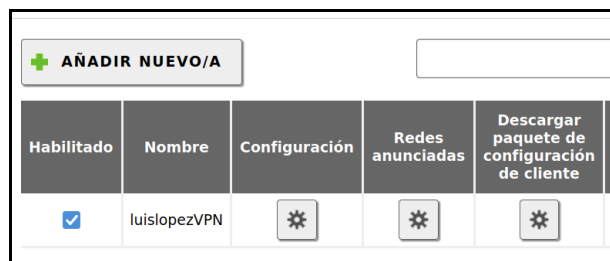 AÑADIR NUEVO/A
Habilitado
Nombre
Configuración
Redes
anunciadas
Descargar
paquete de
configuración
de cliente
luislopezVPN